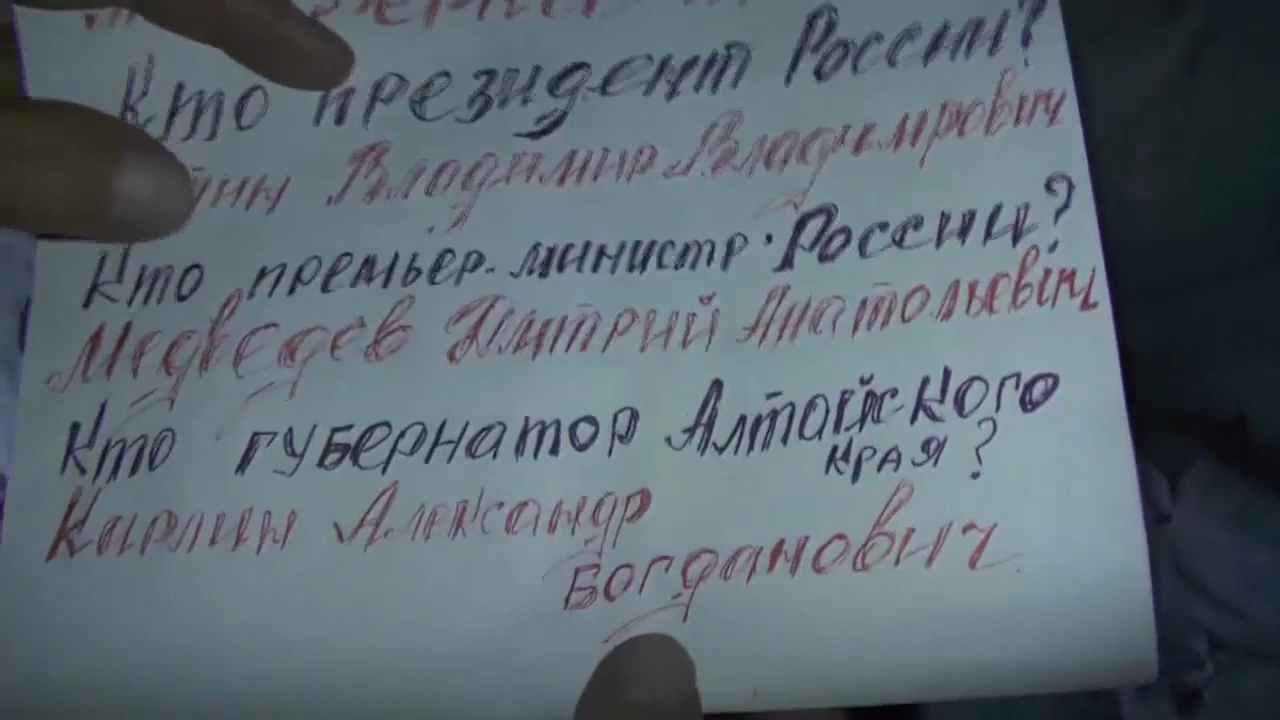 Кто президент России?
Владимир Владимирович
Кто премьер-министр России?
Медведев Дмитрий Анатольевич
Кто губернатор Алтайского
края?
Карлин Александр
Богданович